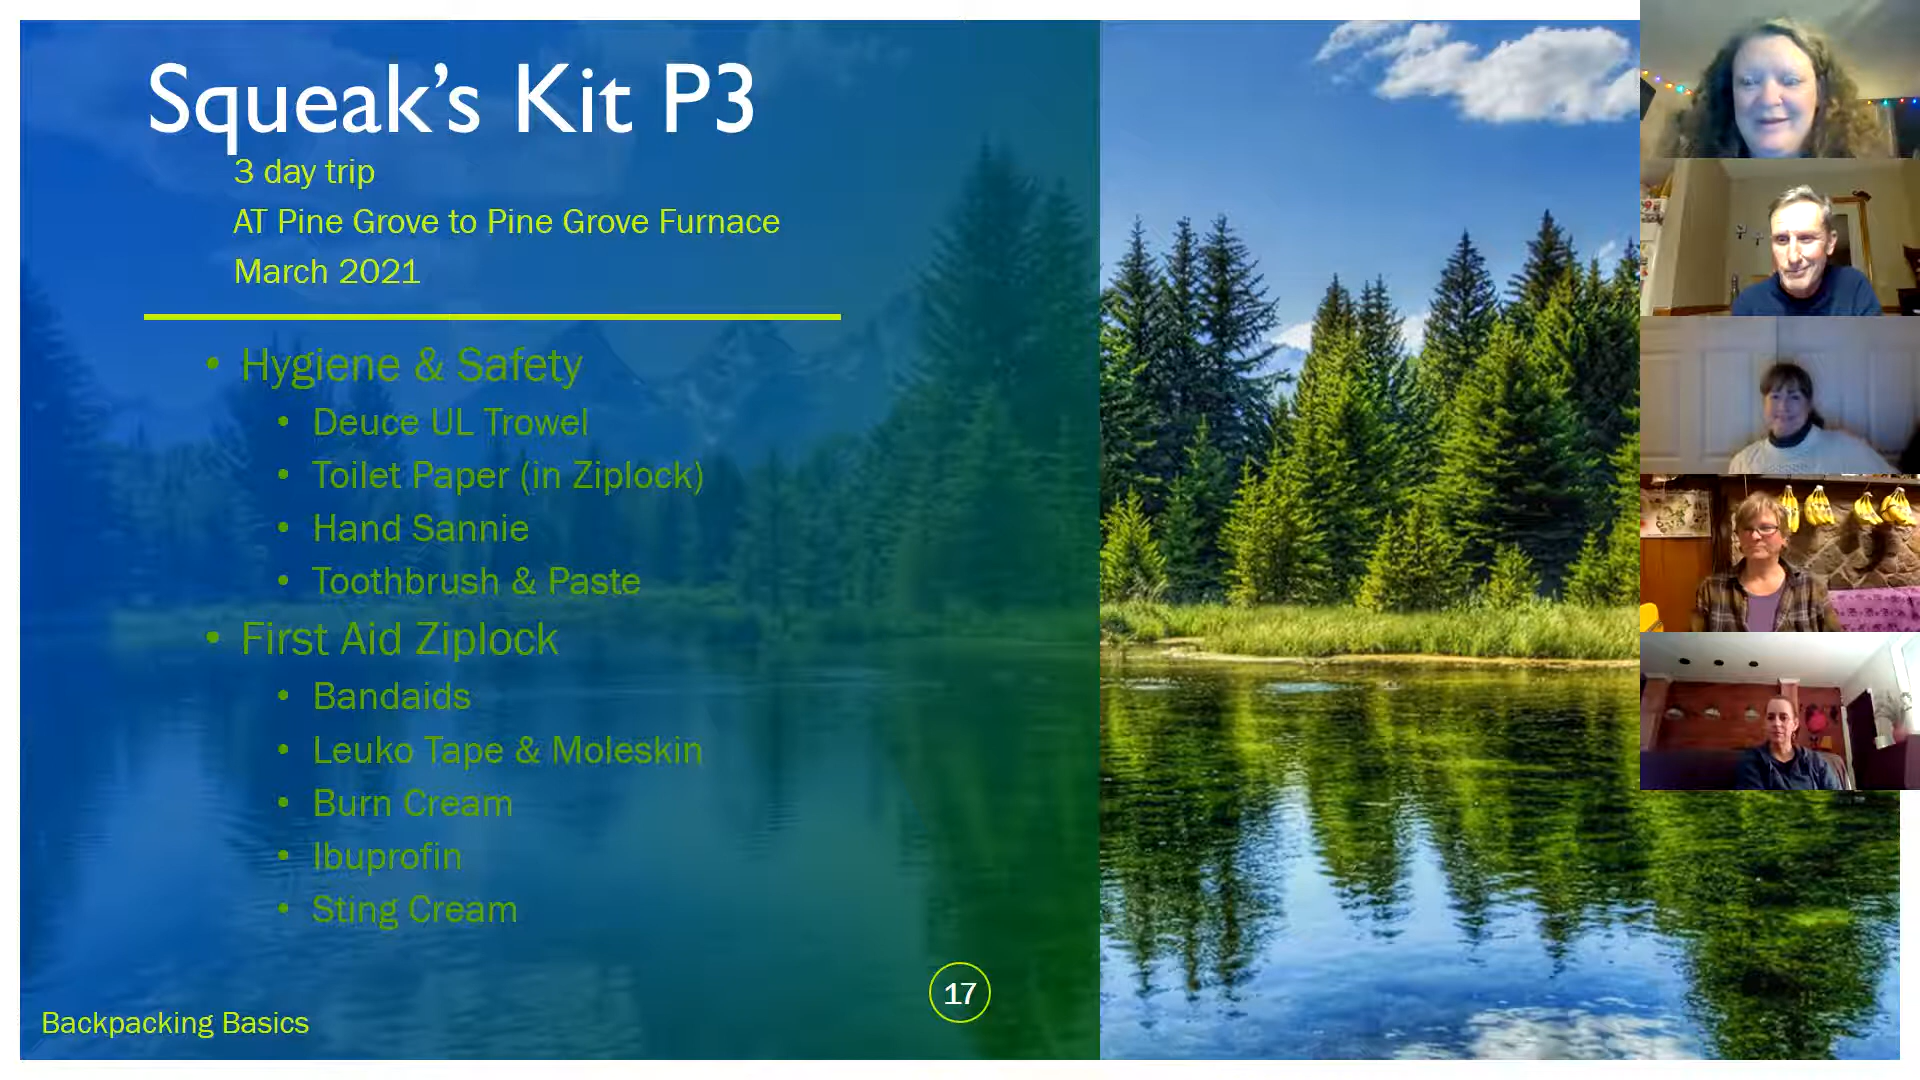 Squeak's Kit P3
3 day trip
AT Pine Grove to Pine Grove Furnace
March 2021
• Hygiene & Safety
• Deuce UL Trowel
• Toilet Paper (in Ziplock)
• Hand Sannie
• Toothbrush & Paste
• First Aid Ziplock
• Bandaids
• Leuko Tape & Moleskin
• Burn Cream
• Ibuprofin
• Sting Cream
17
Backpacking Basics